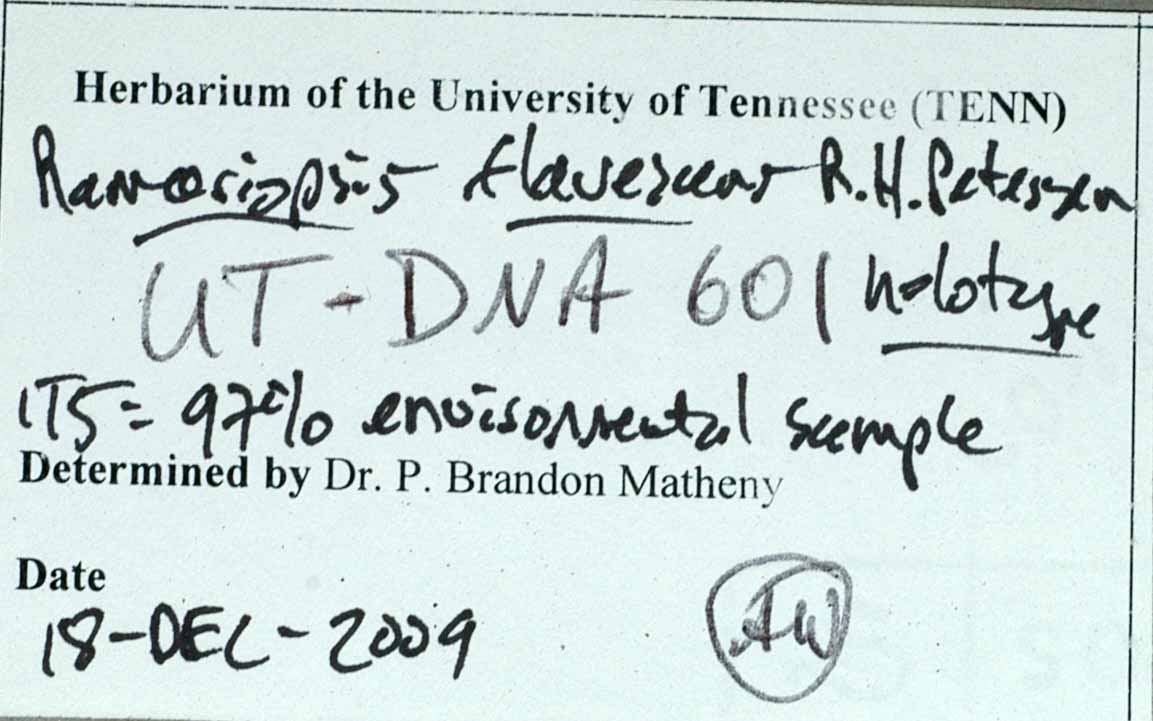 Herbarium of the University of Tennessee (TENN)
Ramariopsis flavescens R.H. Petersen
UT-DNA 601 holotype
ITS = 97% environmental sample
Determined by Dr. P. Brandon Matheny
Date
18-DEC-2009